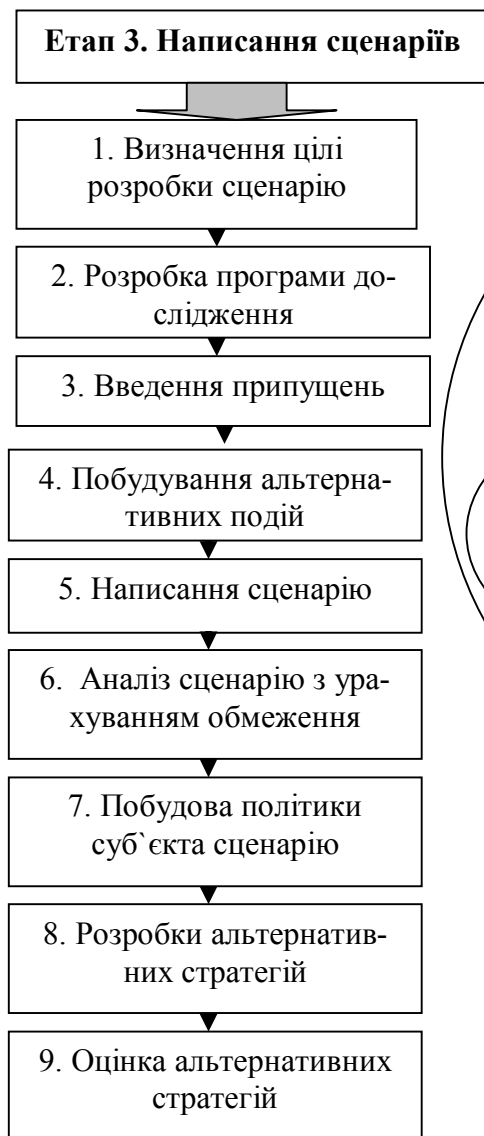 Етап 3. Написання сценаріїв
1. Визначення цілі
розробки сценарію
2. Розробка програми до-
слідження
3. Введення припущень
4. Побудування альтерна-
тивних подій
5. Написання сценарію
6. Аналіз сценарію з ура-
хуванням обмеження
7. Побудова політики
суб`єкта сценарію
8. Розробки альтернатив-
них стратегій
9. Оцінка альтернативних
стратегій